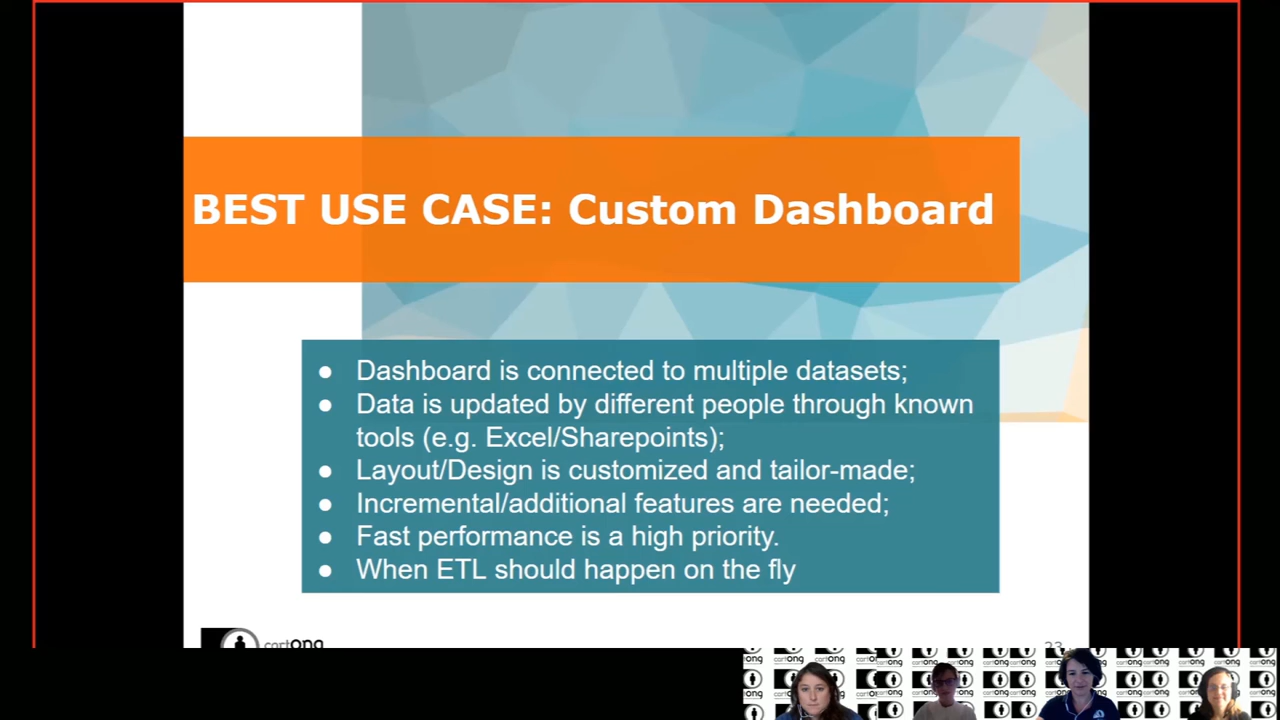 BEST USE CASE: Custom Dashboard
● Dashboard is connected to multiple datasets;
● Data is updated by different people through known
tools (e.g. Excel/Sharepoints);
● Layout/Design is customized and tailor-made;
● Incremental/additional features are needed;
● Fast performance is a high priority.
● When ETL should happen on the fly
cartong
23